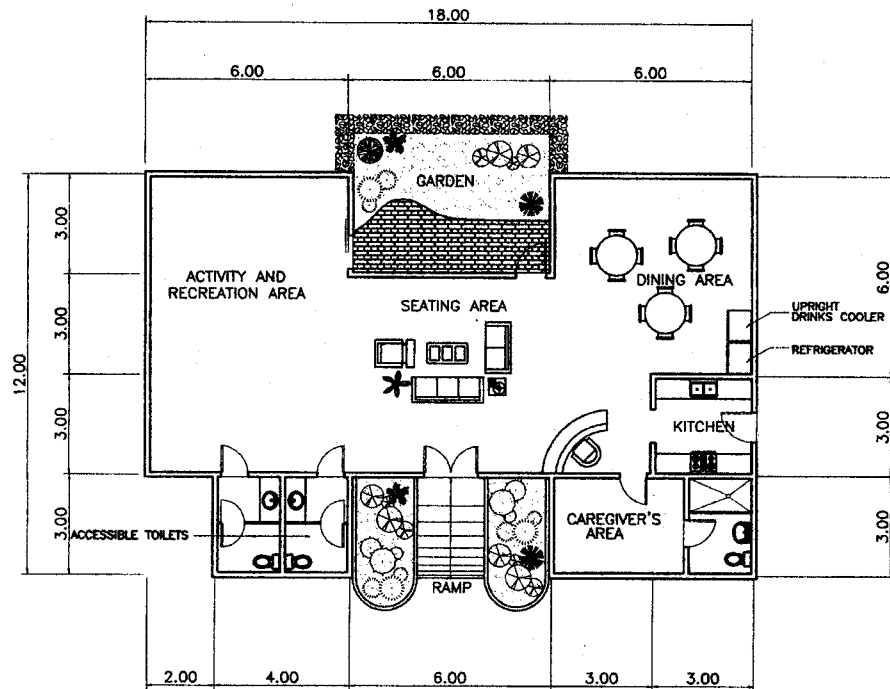 18.00
6.00
6.00
6.00
GARDEN
3.00
3.00
3.00
3.00
12.00
ACTIVITY AND
RECREATION AREA
SEATING AREA
DINING AREA
6.00
UPRIGHT
DRINKS COOLER
REFRIGERATOR
KITCHEN
3.00
CAREGIVER'S
AREA
3.00
ACCESSIBLE TOILETS
RAMP
2.00
4.00
6.00
3.00
3.00